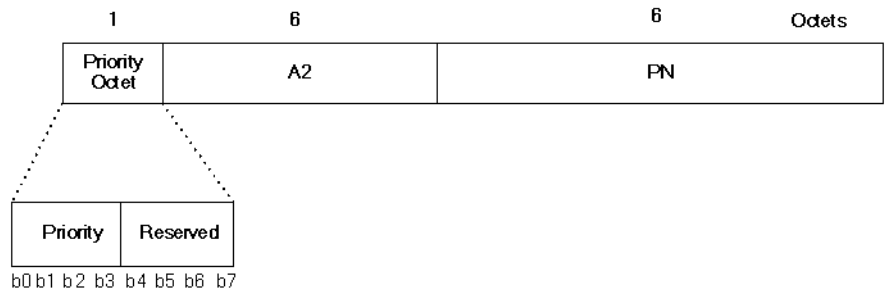 1 6 6 Octets
Priority Octet A2 PN
Priority Reserved
b0 b1 b2 b3 b4 b5 b6 b7